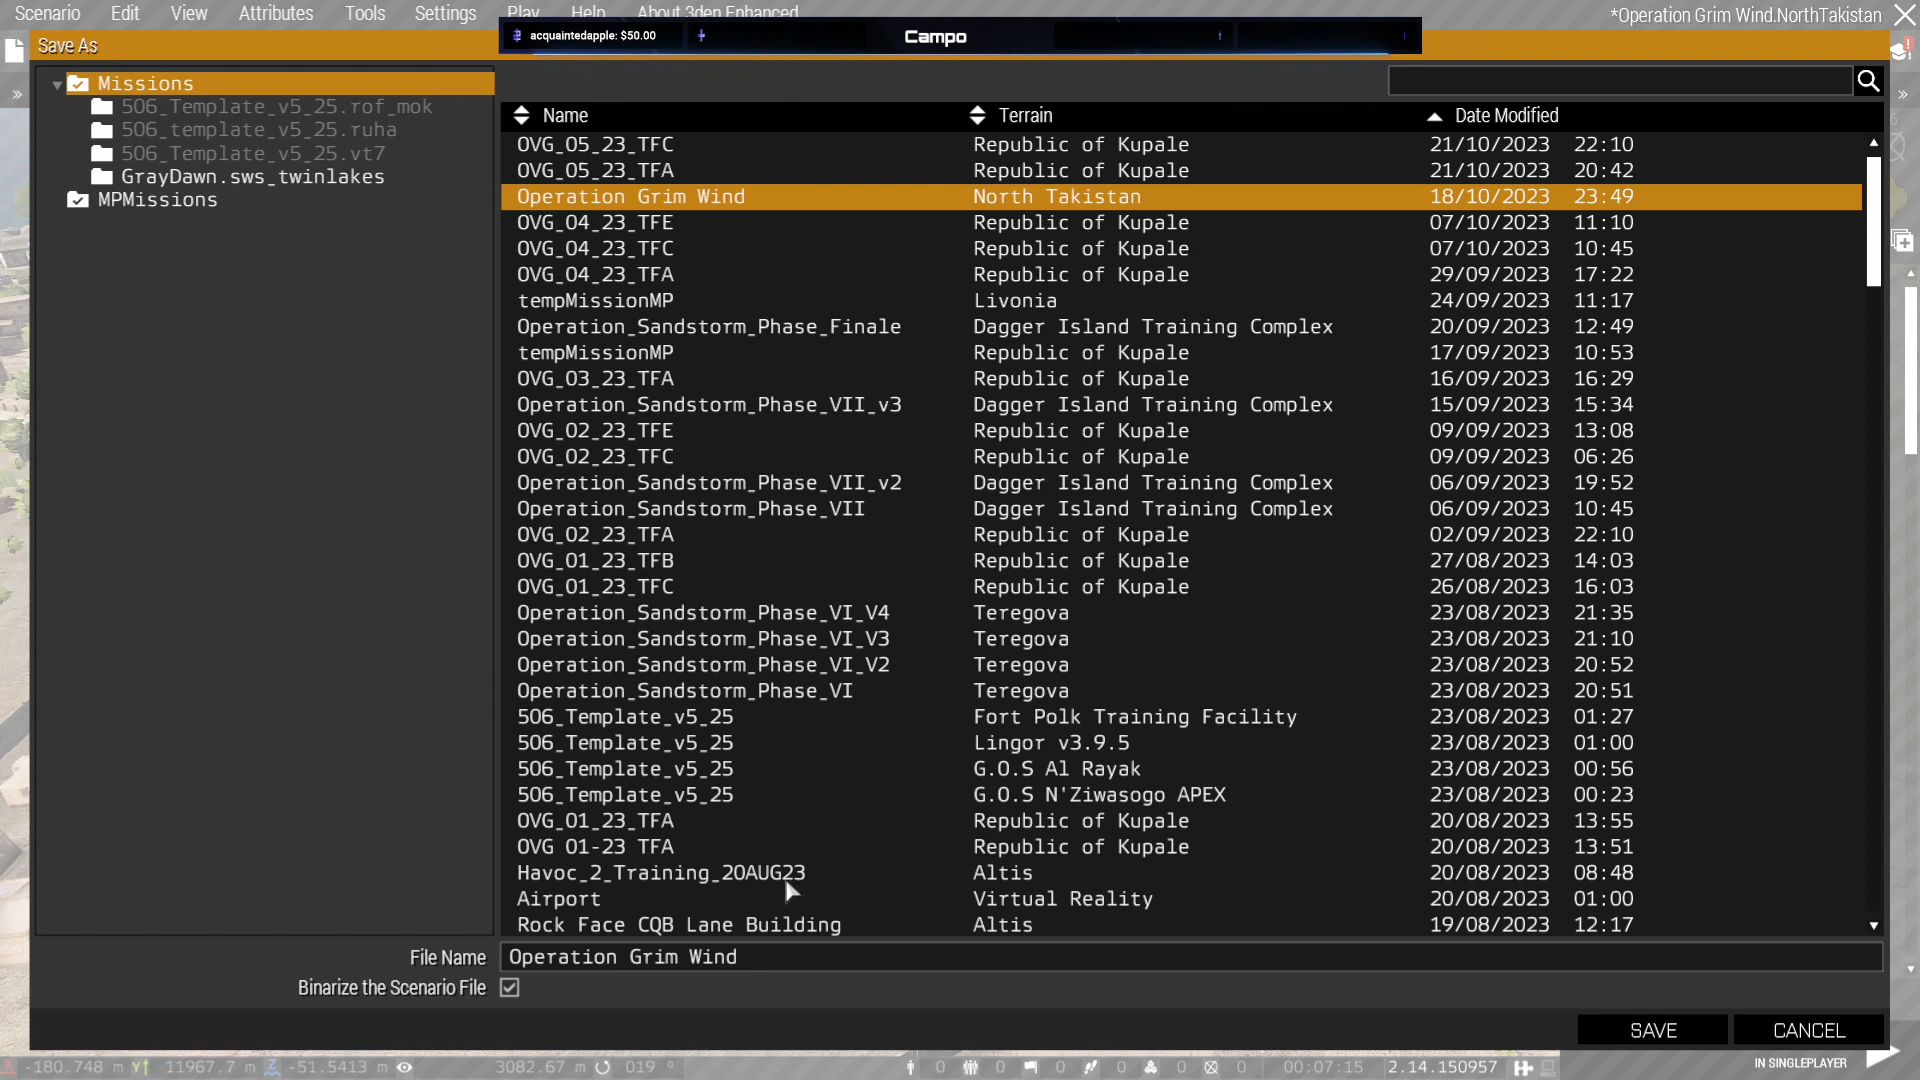 Scenario Edit View Attributes Tools Settings Play Help About 3den Enhanced *Operation Grim Wind.NorthTakistan
Save As
acquaintedapple: $50.00 Campo
Missions
506_Template_v5_25.rof_mok
506_template_v5_25.ruha
506_Template_v5_25.vt7
GrayDawn.sws_twinlakes
MPMissions
Name Terrain Date Modified
OVG_05_23_TFC Republic of Kupale 21/10/2023 22:10
OVG_05_23_TFA Republic of Kupale 21/10/2023 20:42
Operation Grim Wind North Takistan 18/10/2023 23:49
OVG_04_23_TFE Republic of Kupale 07/10/2023 11:10
OVG_04_23_TFC Republic of Kupale 07/10/2023 10:45
OVG_04_23_TFA Republic of Kupale 29/09/2023 17:22
tempMissionMP Livonia 24/09/2023 11:17
Operation_Sandstorm_Phase_Finale Dagger Island Training Complex 20/09/2023 12:49
tempMissionMP Republic of Kupale 17/09/2023 10:53
OVG_03_23_TFA Republic of Kupale 16/09/2023 16:29
Operation_Sandstorm_Phase_VII_v3 Dagger Island Training Complex 15/09/2023 15:34
OVG_02_23_TFE Republic of Kupale 09/09/2023 13:08
OVG_02_23_TFC Republic of Kupale 09/09/2023 06:26
Operation_Sandstorm_Phase_VII_v2 Dagger Island Training Complex 06/09/2023 19:52
Operation_Sandstorm_Phase_VII Dagger Island Training Complex 06/09/2023 10:45
OVG_02_23_TFA Republic of Kupale 02/09/2023 22:10
OVG_01_23_TFB Republic of Kupale 27/08/2023 14:03
OVG_01_23_TFC Republic of Kupale 26/08/2023 16:03
Operation_Sandstorm_Phase_VI_V4 Teregova 23/08/2023 21:35
Operation_Sandstorm_Phase_VI_V3 Teregova 23/08/2023 21:10
Operation_Sandstorm_Phase_VI_V2 Teregova 23/08/2023 20:52
Operation_Sandstorm_Phase_VI Teregova 23/08/2023 20:51
506_Template_v5_25 Fort Polk Training Facility 23/08/2023 01:27
506_Template_v5_25 Lingor v3.9.5 23/08/2023 01:00
506_Template_v5_25 G.O.S Al Rayak 23/08/2023 00:56
506_Template_v5_25 G.O.S N'Ziwasogo APEX 23/08/2023 00:23
OVG_01_23_TFA Republic of Kupale 20/08/2023 13:55
OVG 01-23 TFA Republic of Kupale 20/08/2023 13:51
Havoc_2_Training_20AUG23 Altis 20/08/2023 08:48
Airport Virtual Reality 20/08/2023 01:00
Rock Face CQB Lane Building Altis 19/08/2023 12:17
File Name Operation Grim Wind
Binarize the Scenario File
SAVE CANCEL
X -180.748 m Y 11967.7 m Z -51.5413 m 3082.67 m 019 ° 0 0 0 0 0 0 00:07:15 2.14.150957 IN SINGLEPLAYER